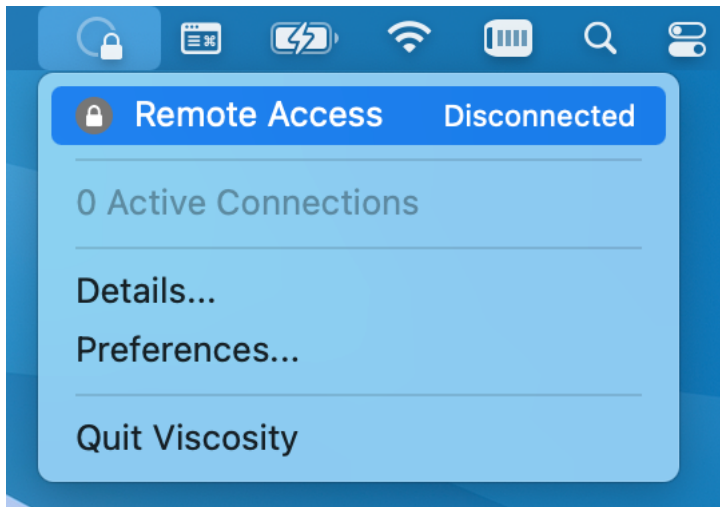 Remote Access Disconnected
0 Active Connections
Details...
Preferences...
Quit Viscosity